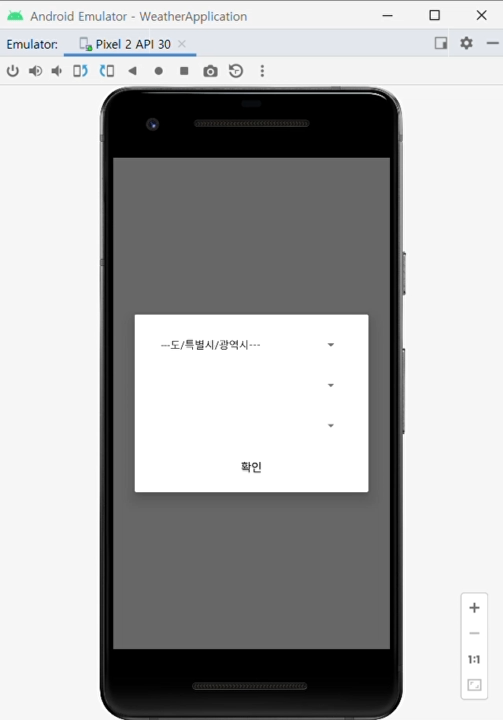 Android Emulator - WeatherApplication
Emulator: Pixel 2 API 30
---도/특별시/광역시---
확인
1:1